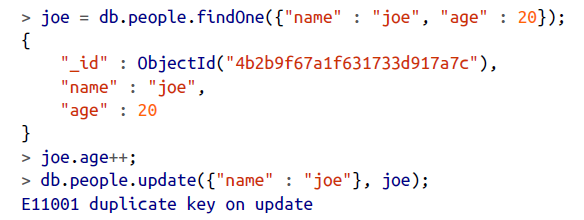 > joe = db.people.findOne({"name" : "joe", "age" : 20});
{
    "_id" : ObjectId("4b2b9f67a1f631733d917a7c"),
    "name" : "joe",
    "age" : 20
}
> joe.age++;
> db.people.update({"name" : "joe"}, joe);
E11001 duplicate key on update